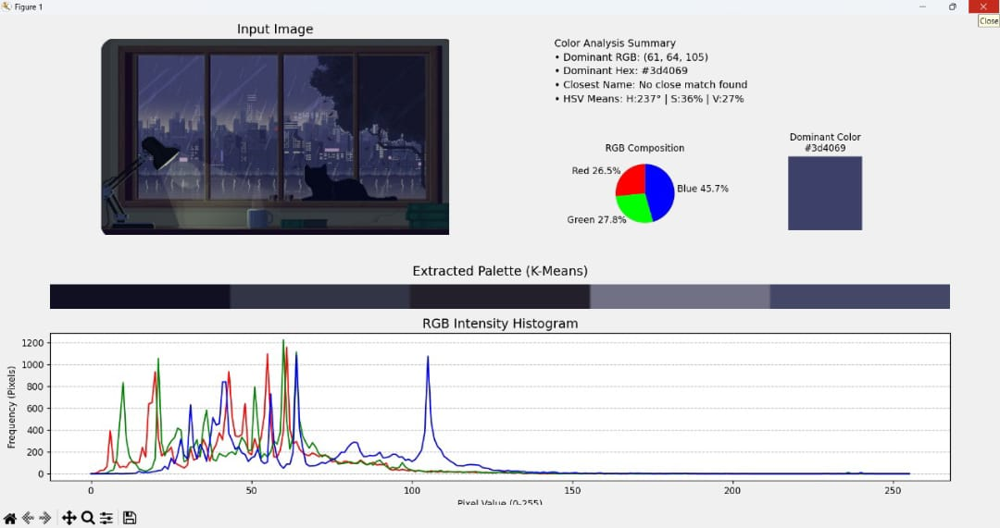 Figure 1
Close
Input Image
Color Analysis Summary
• Dominant RGB: (61, 64, 105)
• Dominant Hex: #3d4069
• Closest Name: No close match found
• HSV Means: H:237° | S:36% | V:27%
RGB Composition
Red 26.5%
Blue 45.7%
Green 27.8%
Dominant Color
#3d4069
Extracted Palette (K-Means)
RGB Intensity Histogram
Frequency (Pixels)
1200
1000
800
600
400
200
0
0 50 100 150 200 250
Pixel Value (0-255)